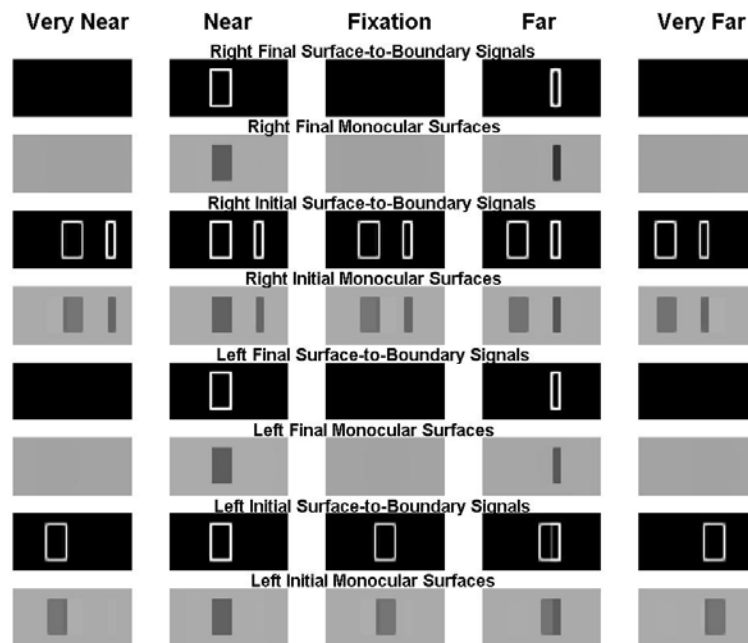 Very Near Near Fixation Far Very Far
Right Final Surface-to-Boundary Signals
Right Final Monocular Surfaces
Right Initial Surface-to-Boundary Signals
Right Initial Monocular Surfaces
Left Final Surface-to-Boundary Signals
Left Final Monocular Surfaces
Left Initial Surface-to-Boundary Signals
Left Initial Monocular Surfaces